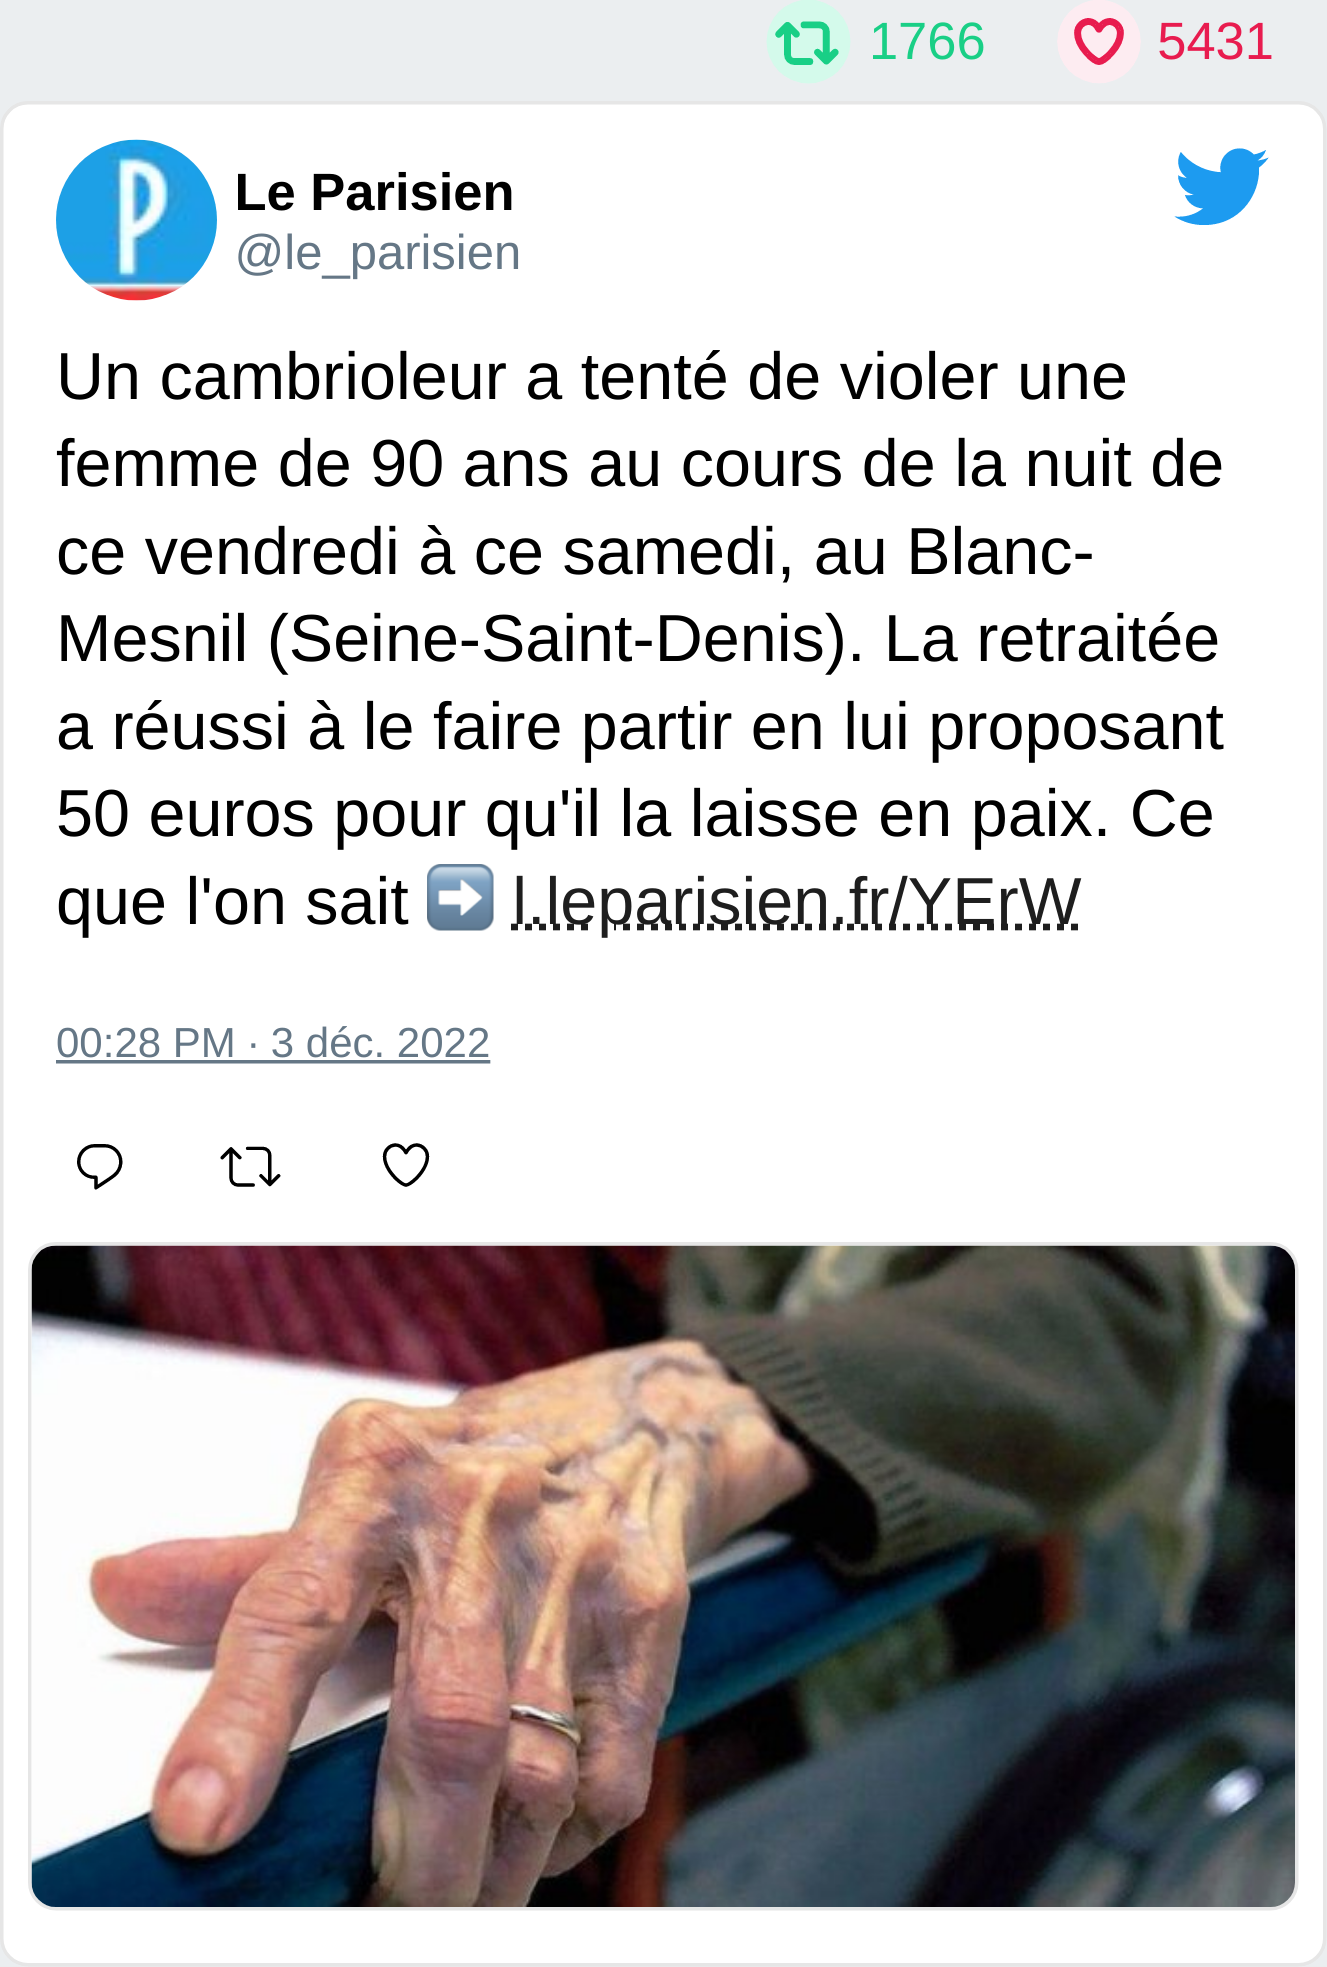 1766 5431
Le Parisien
@le_parisien
Un cambrioleur a tenté de violer une
femme de 90 ans au cours de la nuit de
ce vendredi à ce samedi, au Blanc-
Mesnil (Seine-Saint-Denis). La retraitée
a réussi à le faire partir en lui proposant
50 euros pour qu'il la laisse en paix. Ce
que l'on sait ➡️ l.leparisien.fr/YErW
00:28 PM · 3 déc. 2022